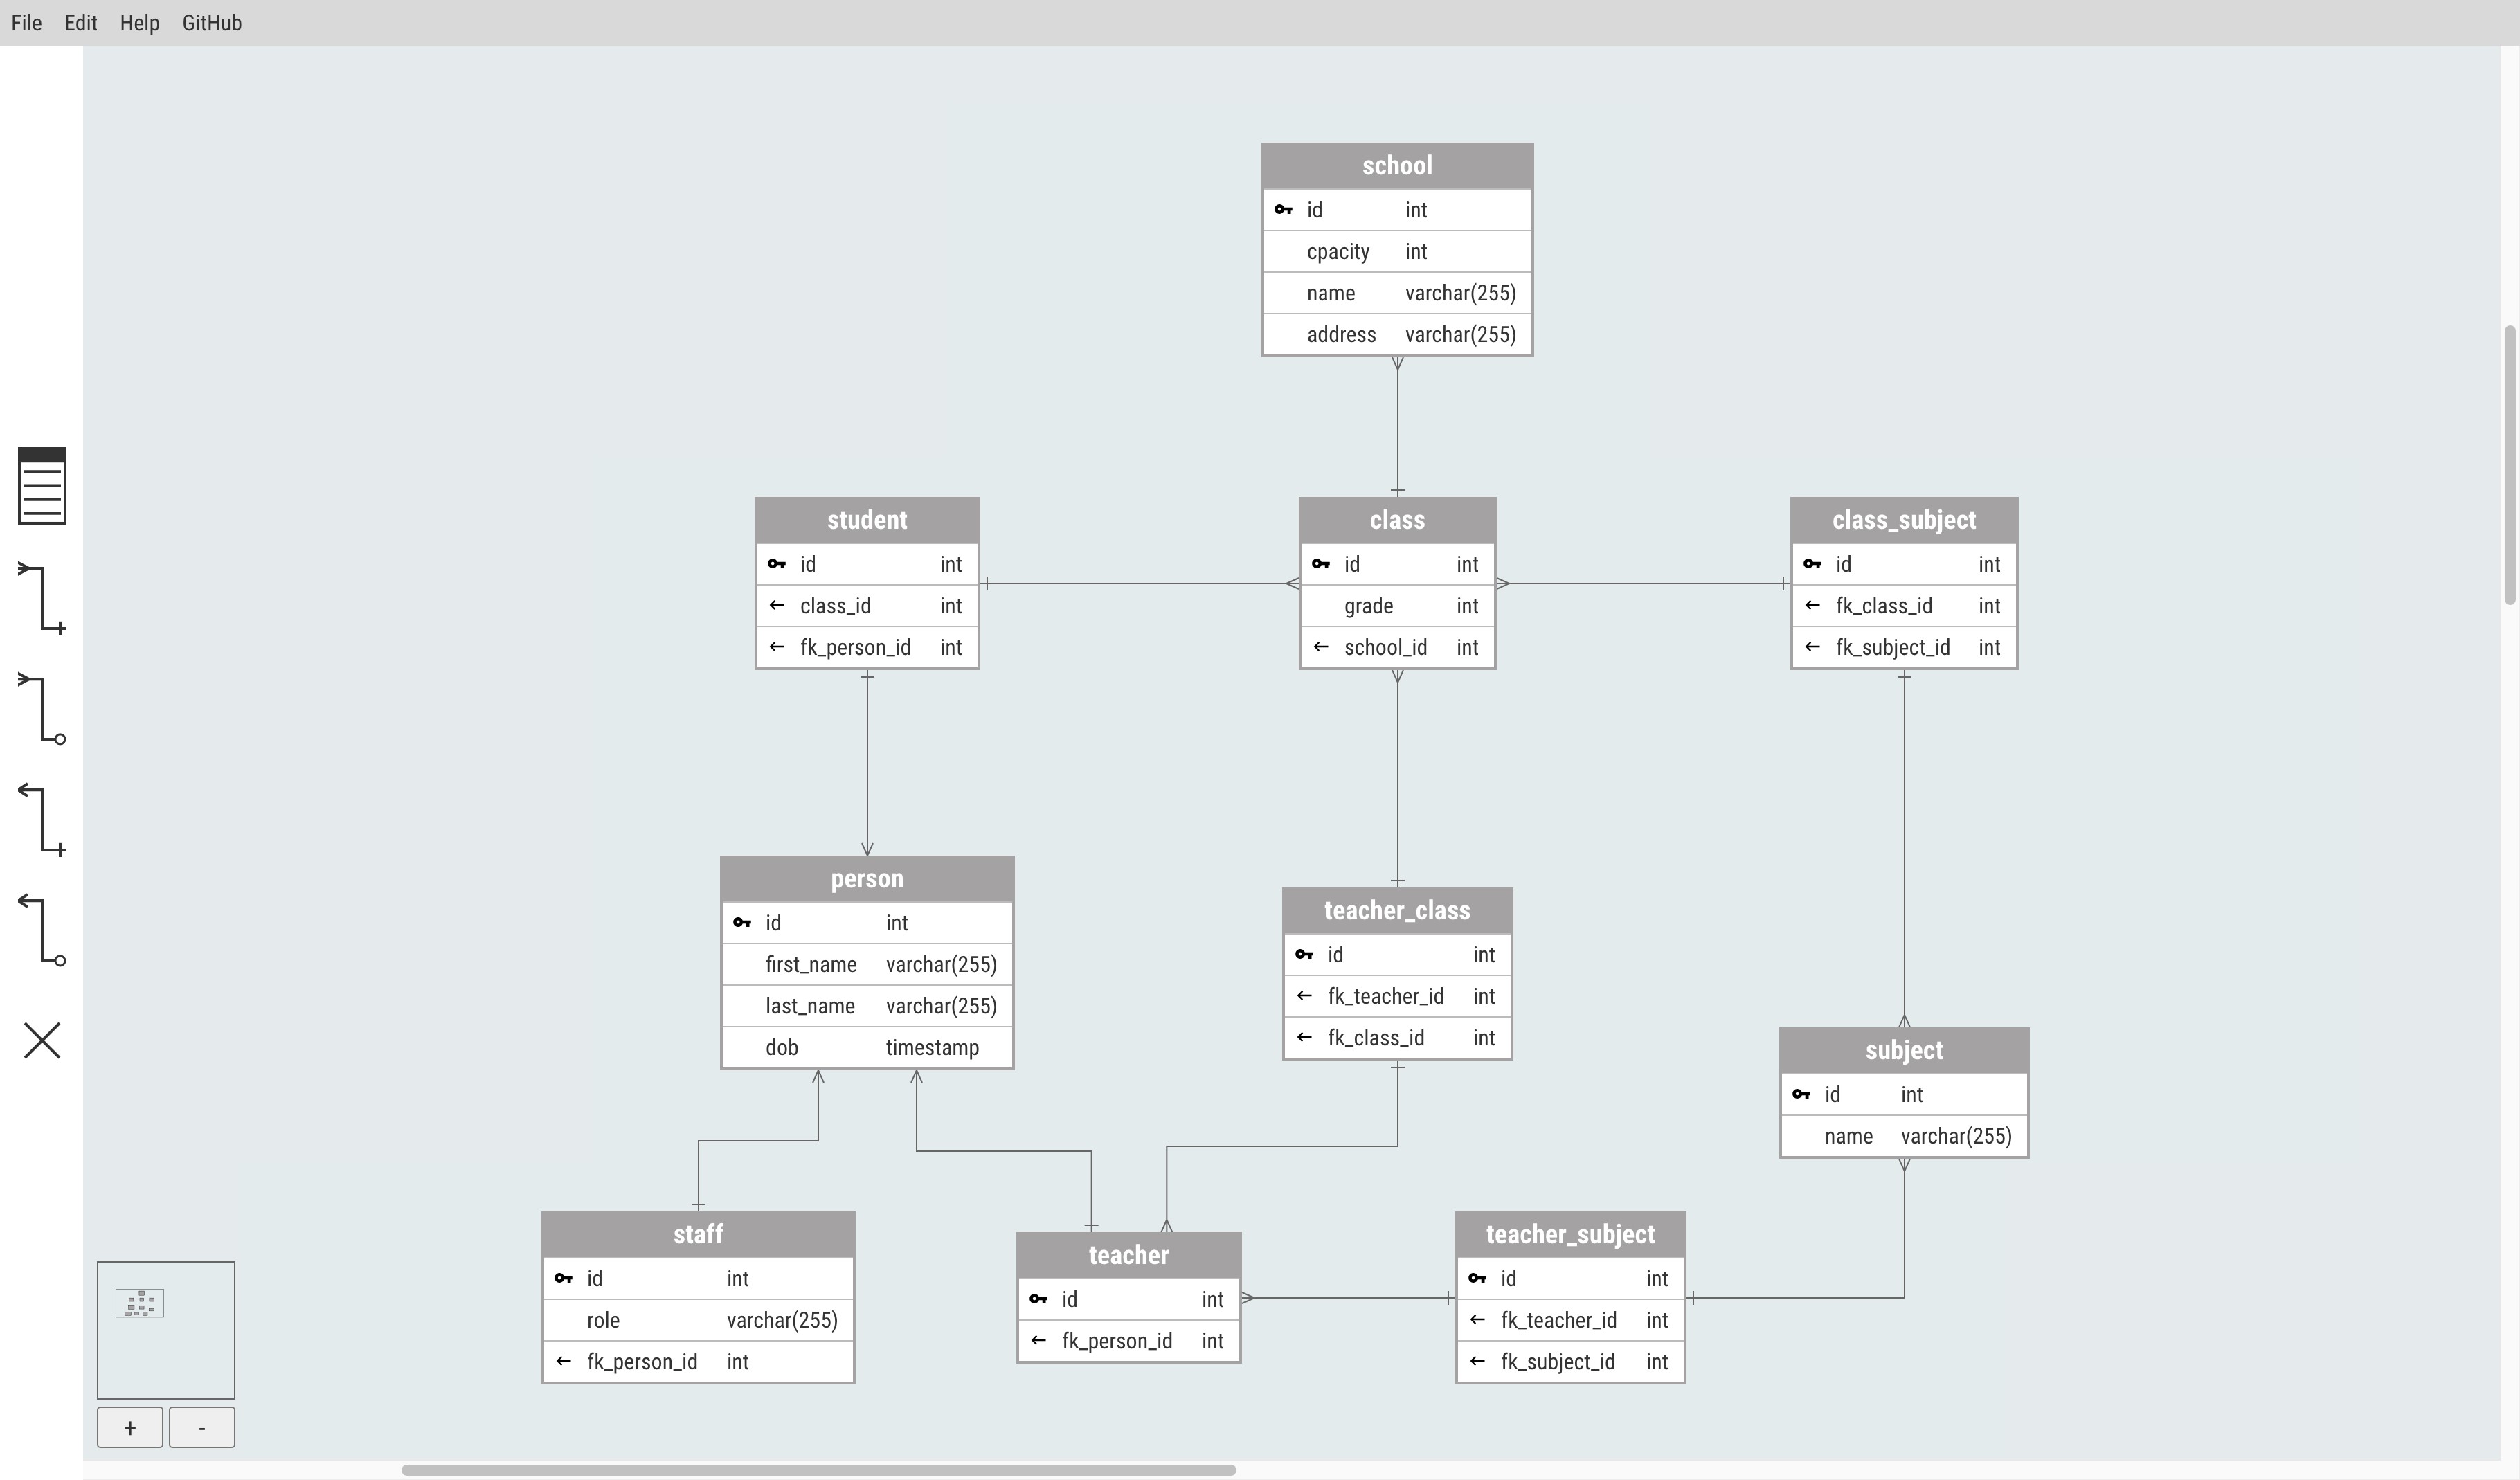 File Edit Help GitHub
school
id int
cpacity int
name varchar(255)
address varchar(255)
student
id int
class_id int
fk_person_id int
class
id int
grade int
school_id int
class_subject
id int
fk_class_id int
fk_subject_id int
person
id int
first_name varchar(255)
last_name varchar(255)
dob timestamp
teacher_class
id int
fk_teacher_id int
fk_class_id int
subject
id int
name varchar(255)
staff
id int
role varchar(255)
fk_person_id int
teacher
id int
fk_person_id int
teacher_subject
id int
fk_teacher_id int
fk_subject_id int
+ -